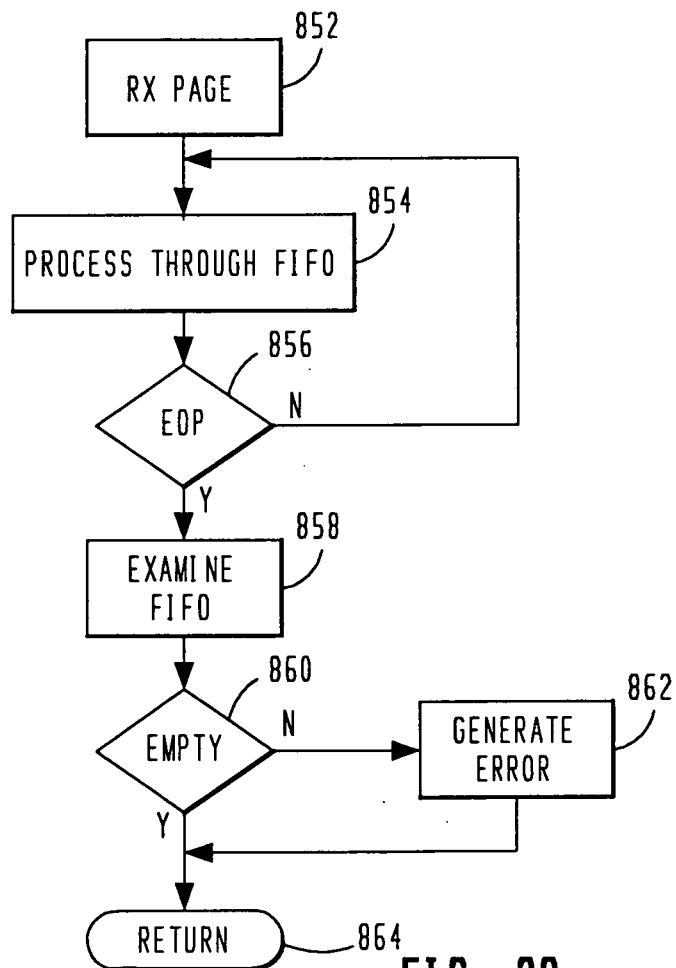 852
RX PAGE
854
PROCESS THROUGH FIFO
856
EOP
N
Y
858
EXAMINE
FIFO
860
EMPTY
N
862
GENERATE
ERROR
Y
RETURN
864